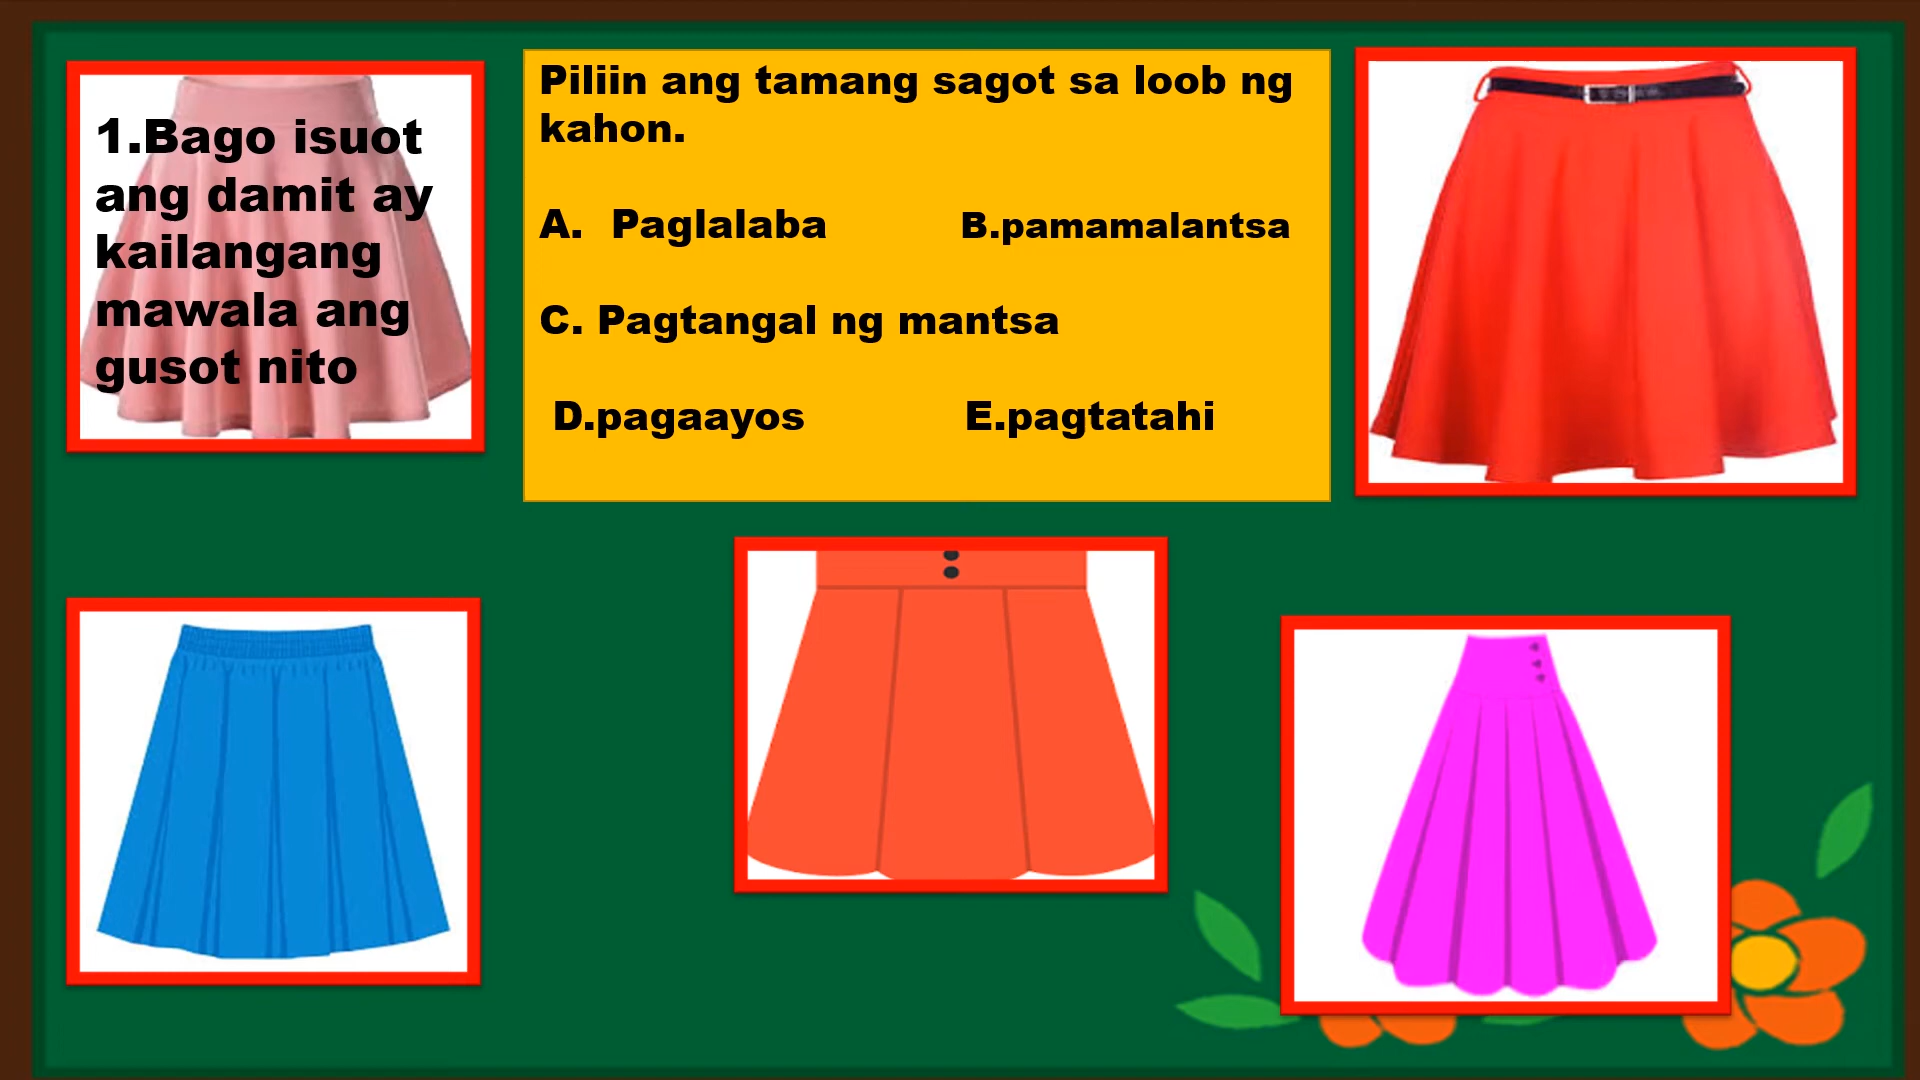 1.Bago isuot
ang damit ay
kailangang
mawala ang
gusot nito
Piliin ang tamang sagot sa loob ng
kahon.
A. Paglalaba B.pamamalantsa
C. Pagtangal ng mantsa
D.pagaayos E.pagtatahi